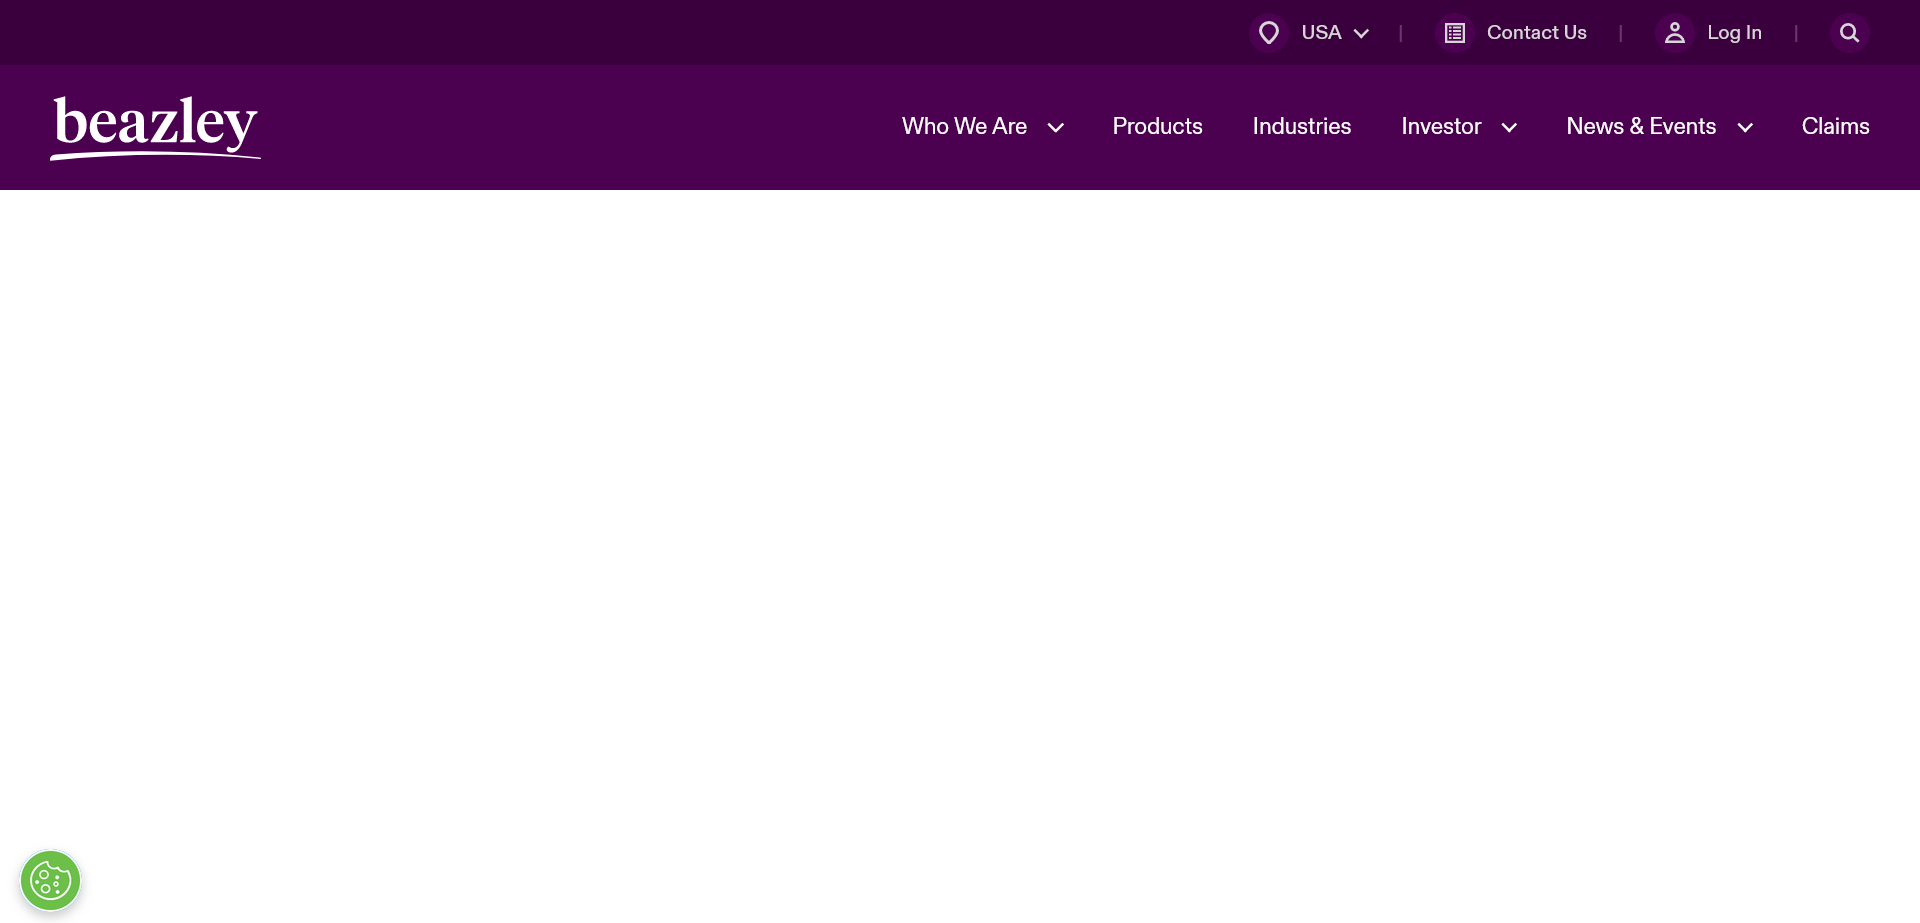 USA | Contact Us | Log In |
beazley
Who We Are Products Industries Investor News & Events Claims